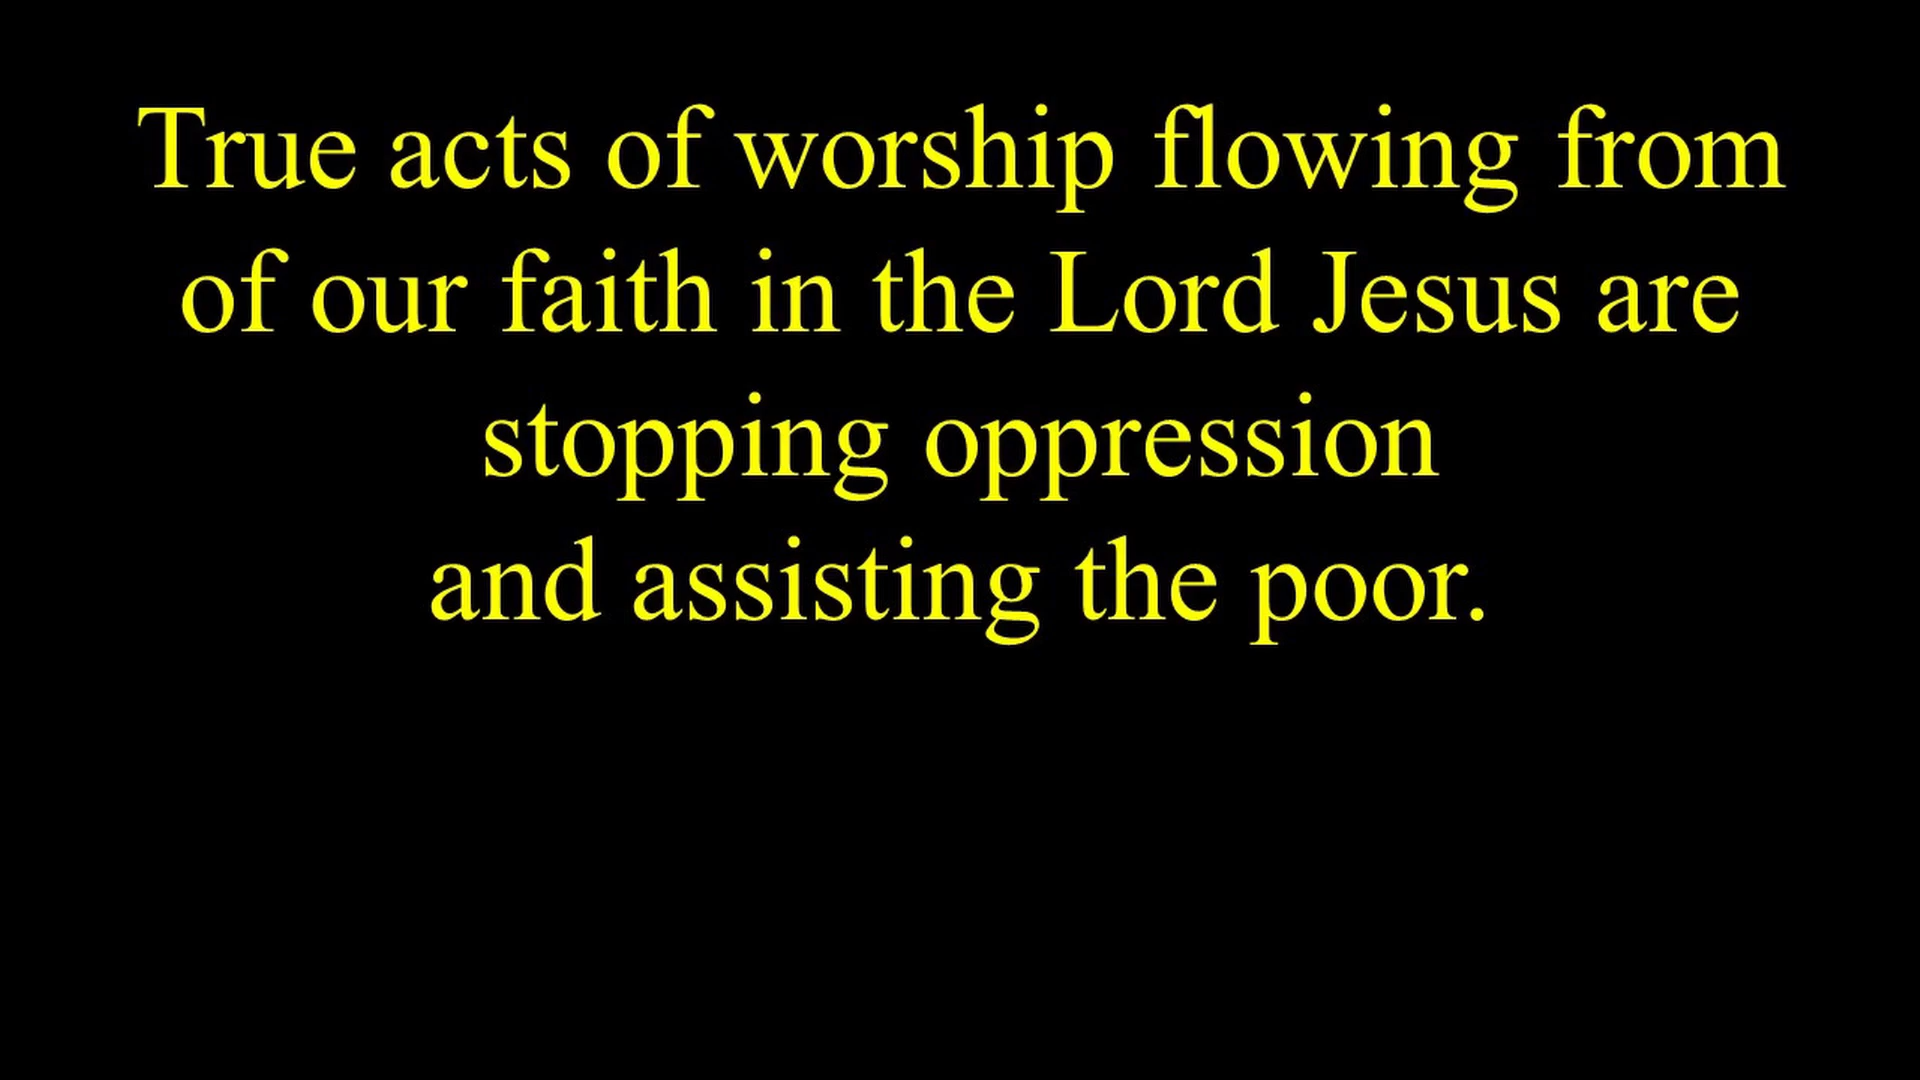 True acts of worship flowing from
of our faith in the Lord Jesus are
stopping oppression
and assisting the poor.